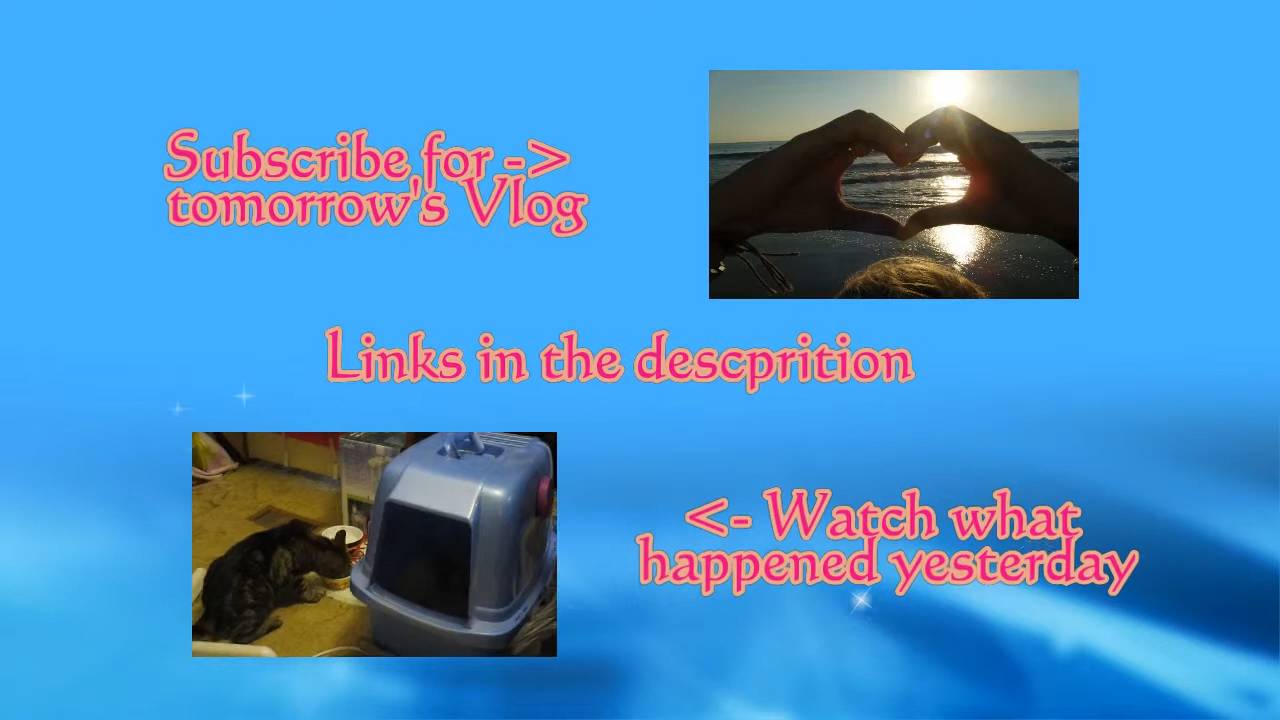 Subscribe for ->
tomorrow's Vlog
Links in the descprition
<- Watch what
happened yesterday